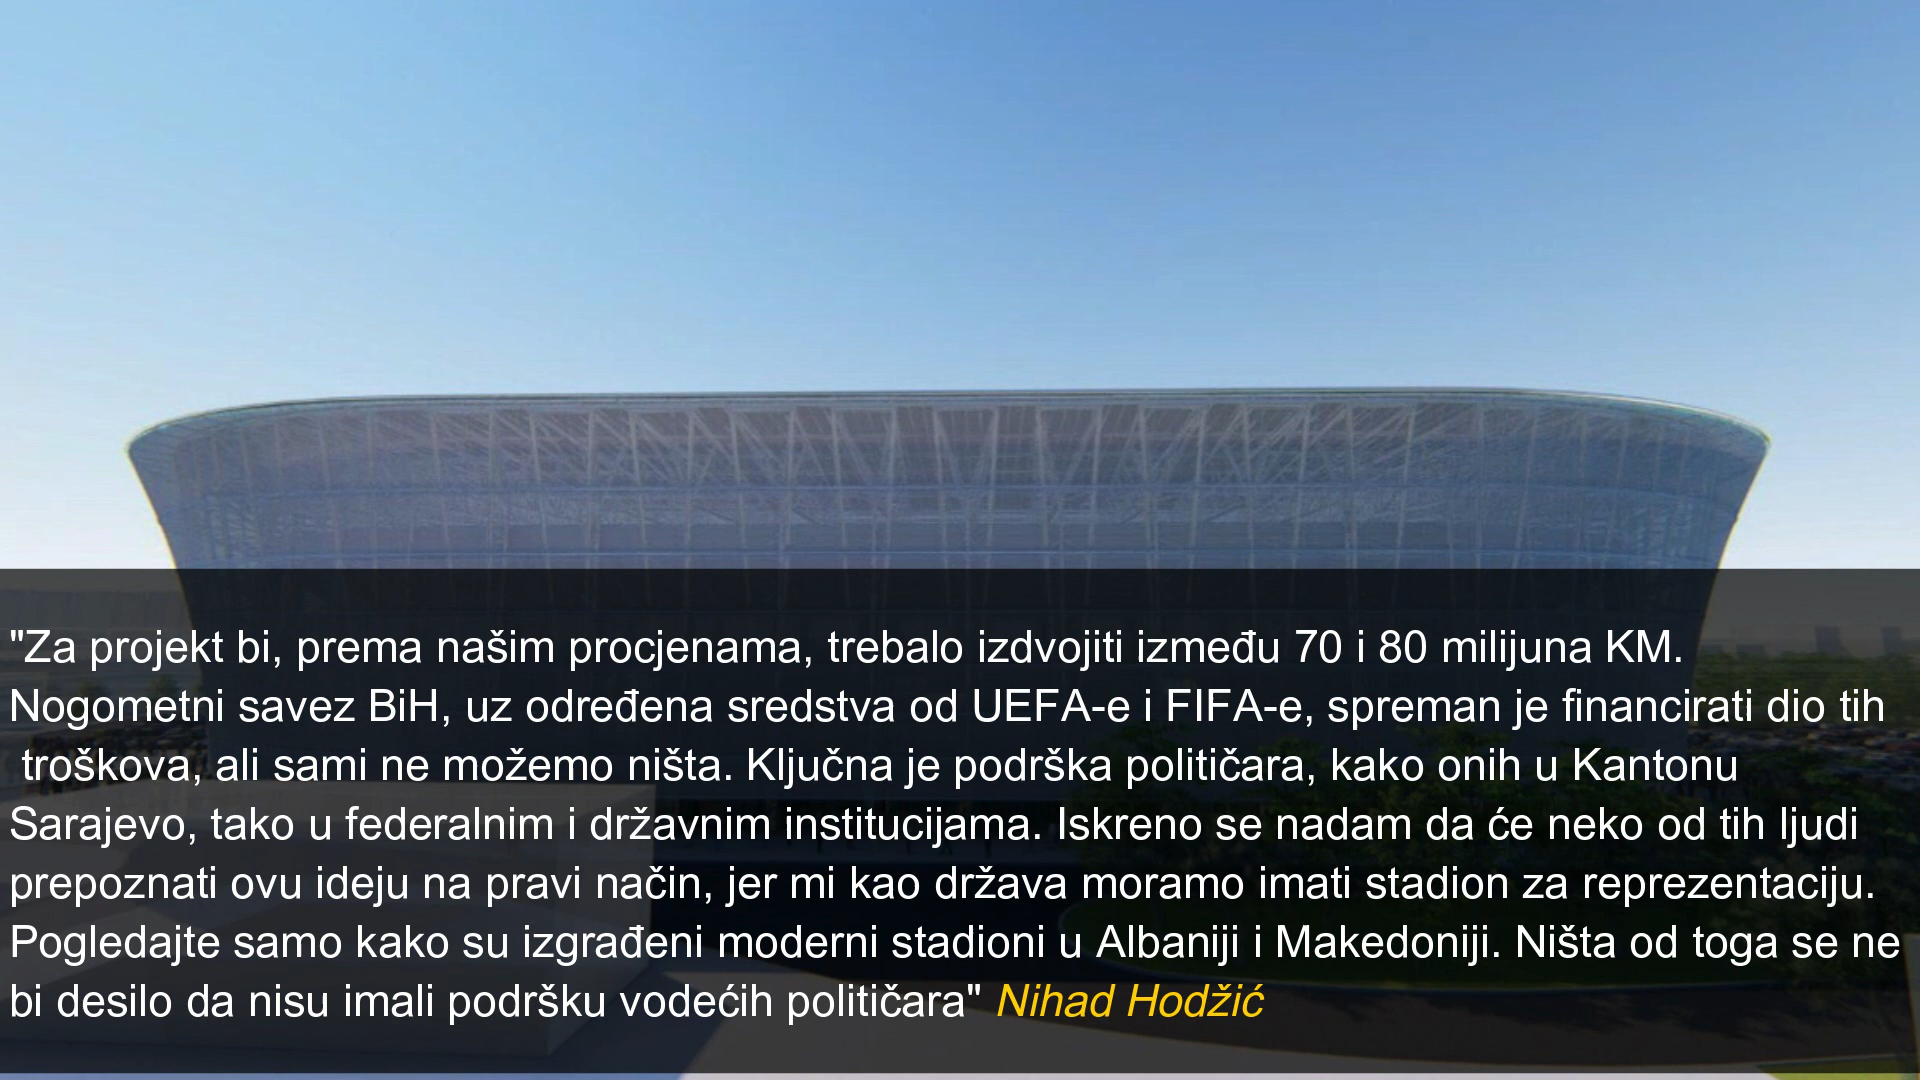 "Za projekt bi, prema našim procjenama, trebalo izdvojiti između 70 i 80 milijuna KM.
Nogometni savez BiH, uz određena sredstva od UEFA-e i FIFA-e, spreman je financirati dio tih
troškova, ali sami ne možemo ništa. Ključna je podrška političara, kako onih u Kantonu
Sarajevo, tako u federalnim i državnim institucijama. Iskreno se nadam da će neko od tih ljudi
prepoznati ovu ideju na pravi način, jer mi kao država moramo imati stadion za reprezentaciju.
Pogledajte samo kako su izgrađeni moderni stadioni u Albaniji i Makedoniji. Ništa od toga se ne
bi desilo da nisu imali podršku vodećih političara" Nihad Hodžić